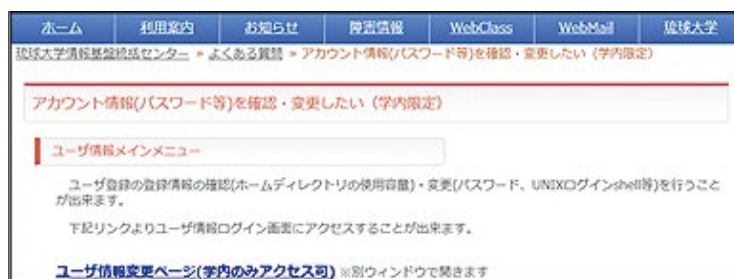 ホーム 利用案内 お知らせ 障害情報 WebClass WebMail 琉球大学
琉球大学情報基盤統括センター » よくある質問 » アカウント情報(パスワード等)を確認・変更したい（学内限定）
アカウント情報(パスワード等)を確認・変更したい（学内限定）
ユーザ情報メインメニュー
ユーザ登録の登録情報の確認(ホームディレクトリの使用容量)・変更(パスワード、UNIXログインshell等)を行うこと
が出来ます。
下記リンクよりユーザ情報ログイン画面にアクセスすることが出来ます。
ユーザ情報変更ページ(学内のみアクセス可) ※別ウィンドウで開きます